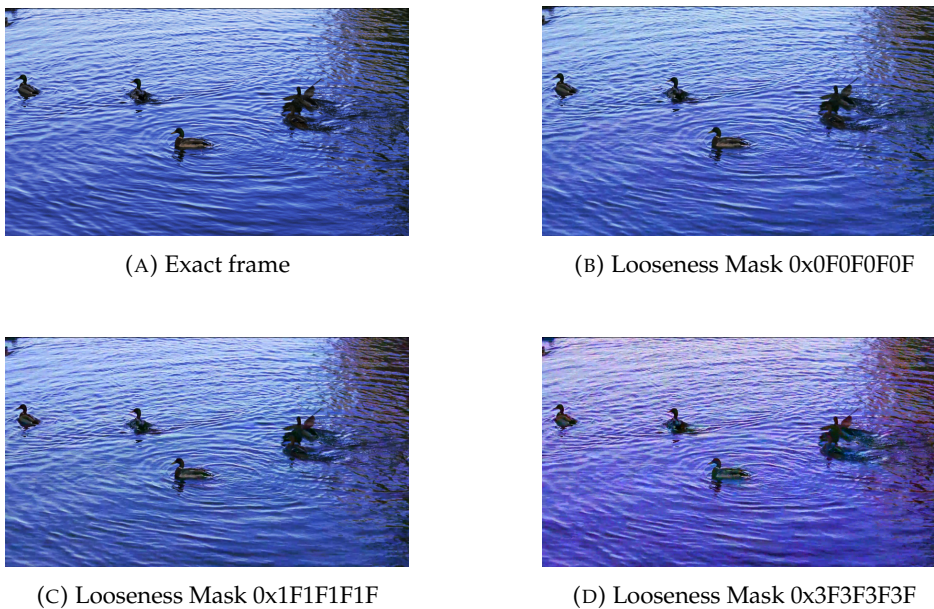 (A) Exact frame
(B) Looseness Mask 0x0F0F0F0F
(C) Looseness Mask 0x1F1F1F1F
(D) Looseness Mask 0x3F3F3F3F